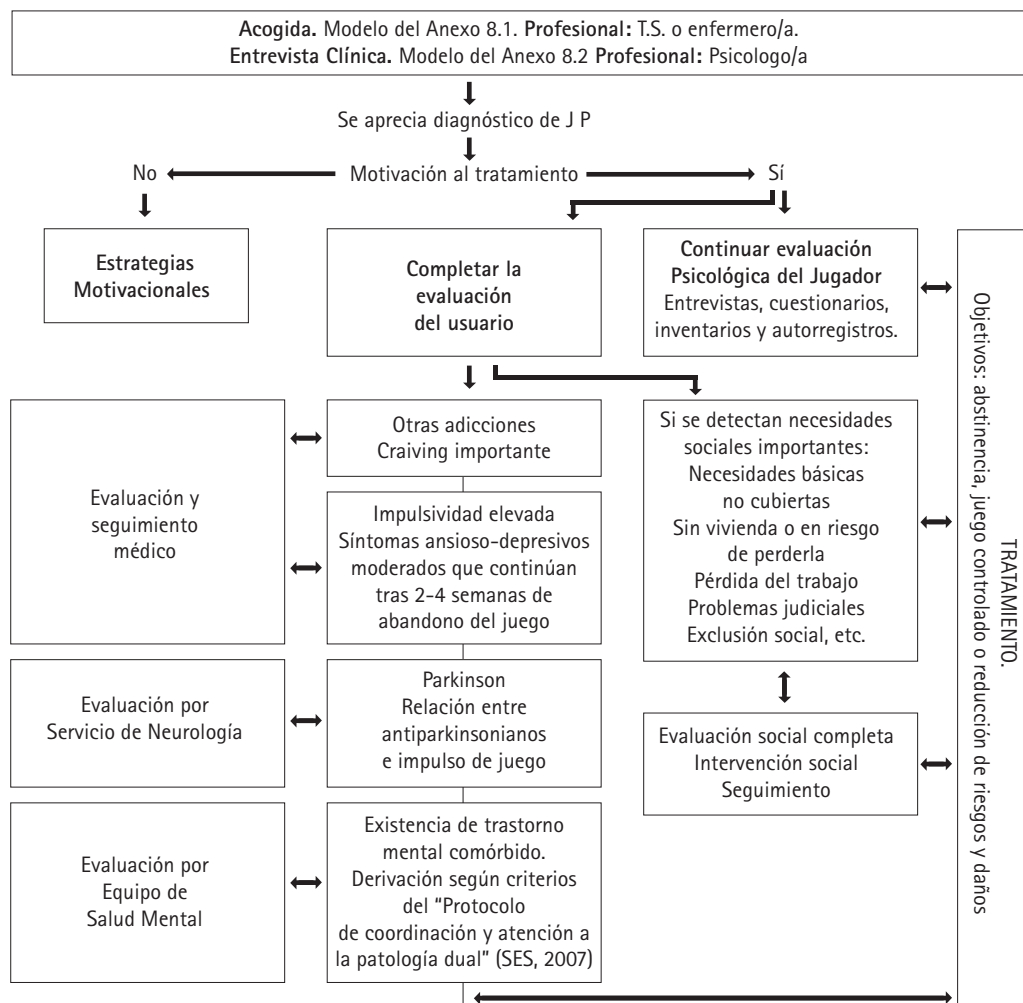 Acogida. Modelo del Anexo 8.1. Profesional: T.S. o enfermero/a.
Entrevista Clínica. Modelo del Anexo 8.2 Profesional: Psicologo/a
Se aprecia diagnóstico de J P
No
Motivación al tratamiento
Sí
Estrategias
Motivacionales
Completar la
evaluación
del usuario
Continuar evaluación
Psicológica del Jugador
Entrevistas, cuestionarios,
inventarios y autorregistros.
Evaluación y
seguimiento
médico
Otras adicciones
Craiving importante
Impulsividad elevada
Síntomas ansioso-depresivos
moderados que continúan
tras 2-4 semanas de
abandono del juego
Si se detectan necesidades
sociales importantes:
Necesidades básicas
no cubiertas
Sin vivienda o en riesgo
de perderla
Pérdida del trabajo
Problemas judiciales
Exclusión social, etc.
Evaluación por
Servicio de Neurología
Parkinson
Relación entre
antiparkinsonianos
e impulso de juego
Evaluación social completa
Intervención social
Seguimiento
Evaluación por
Equipo de
Salud Mental
Existencia de trastorno
mental comórbido.
Derivación según criterios
del "Protocolo
de coordinación y atención a
la patología dual" (SES, 2007)
TRATAMIENTO.
Objetivos: abstinencia, juego controlado o reducción de riesgos y daños